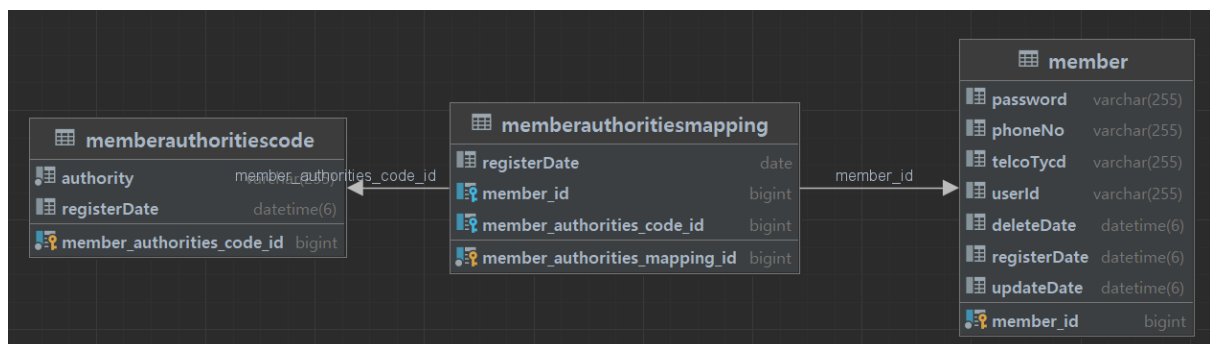 memberauthoritiescode
authority varchar(255)
registerDate datetime(6)
member_authorities_code_id bigint
member_authorities_code_id
memberauthoritiesmapping
registerDate date
member_id bigint
member_authorities_code_id bigint
member_authorities_mapping_id bigint
member_id
member
password varchar(255)
phoneNo varchar(255)
telcoTycd varchar(255)
userId varchar(255)
deleteDate datetime(6)
registerDate datetime(6)
updateDate datetime(6)
member_id bigint